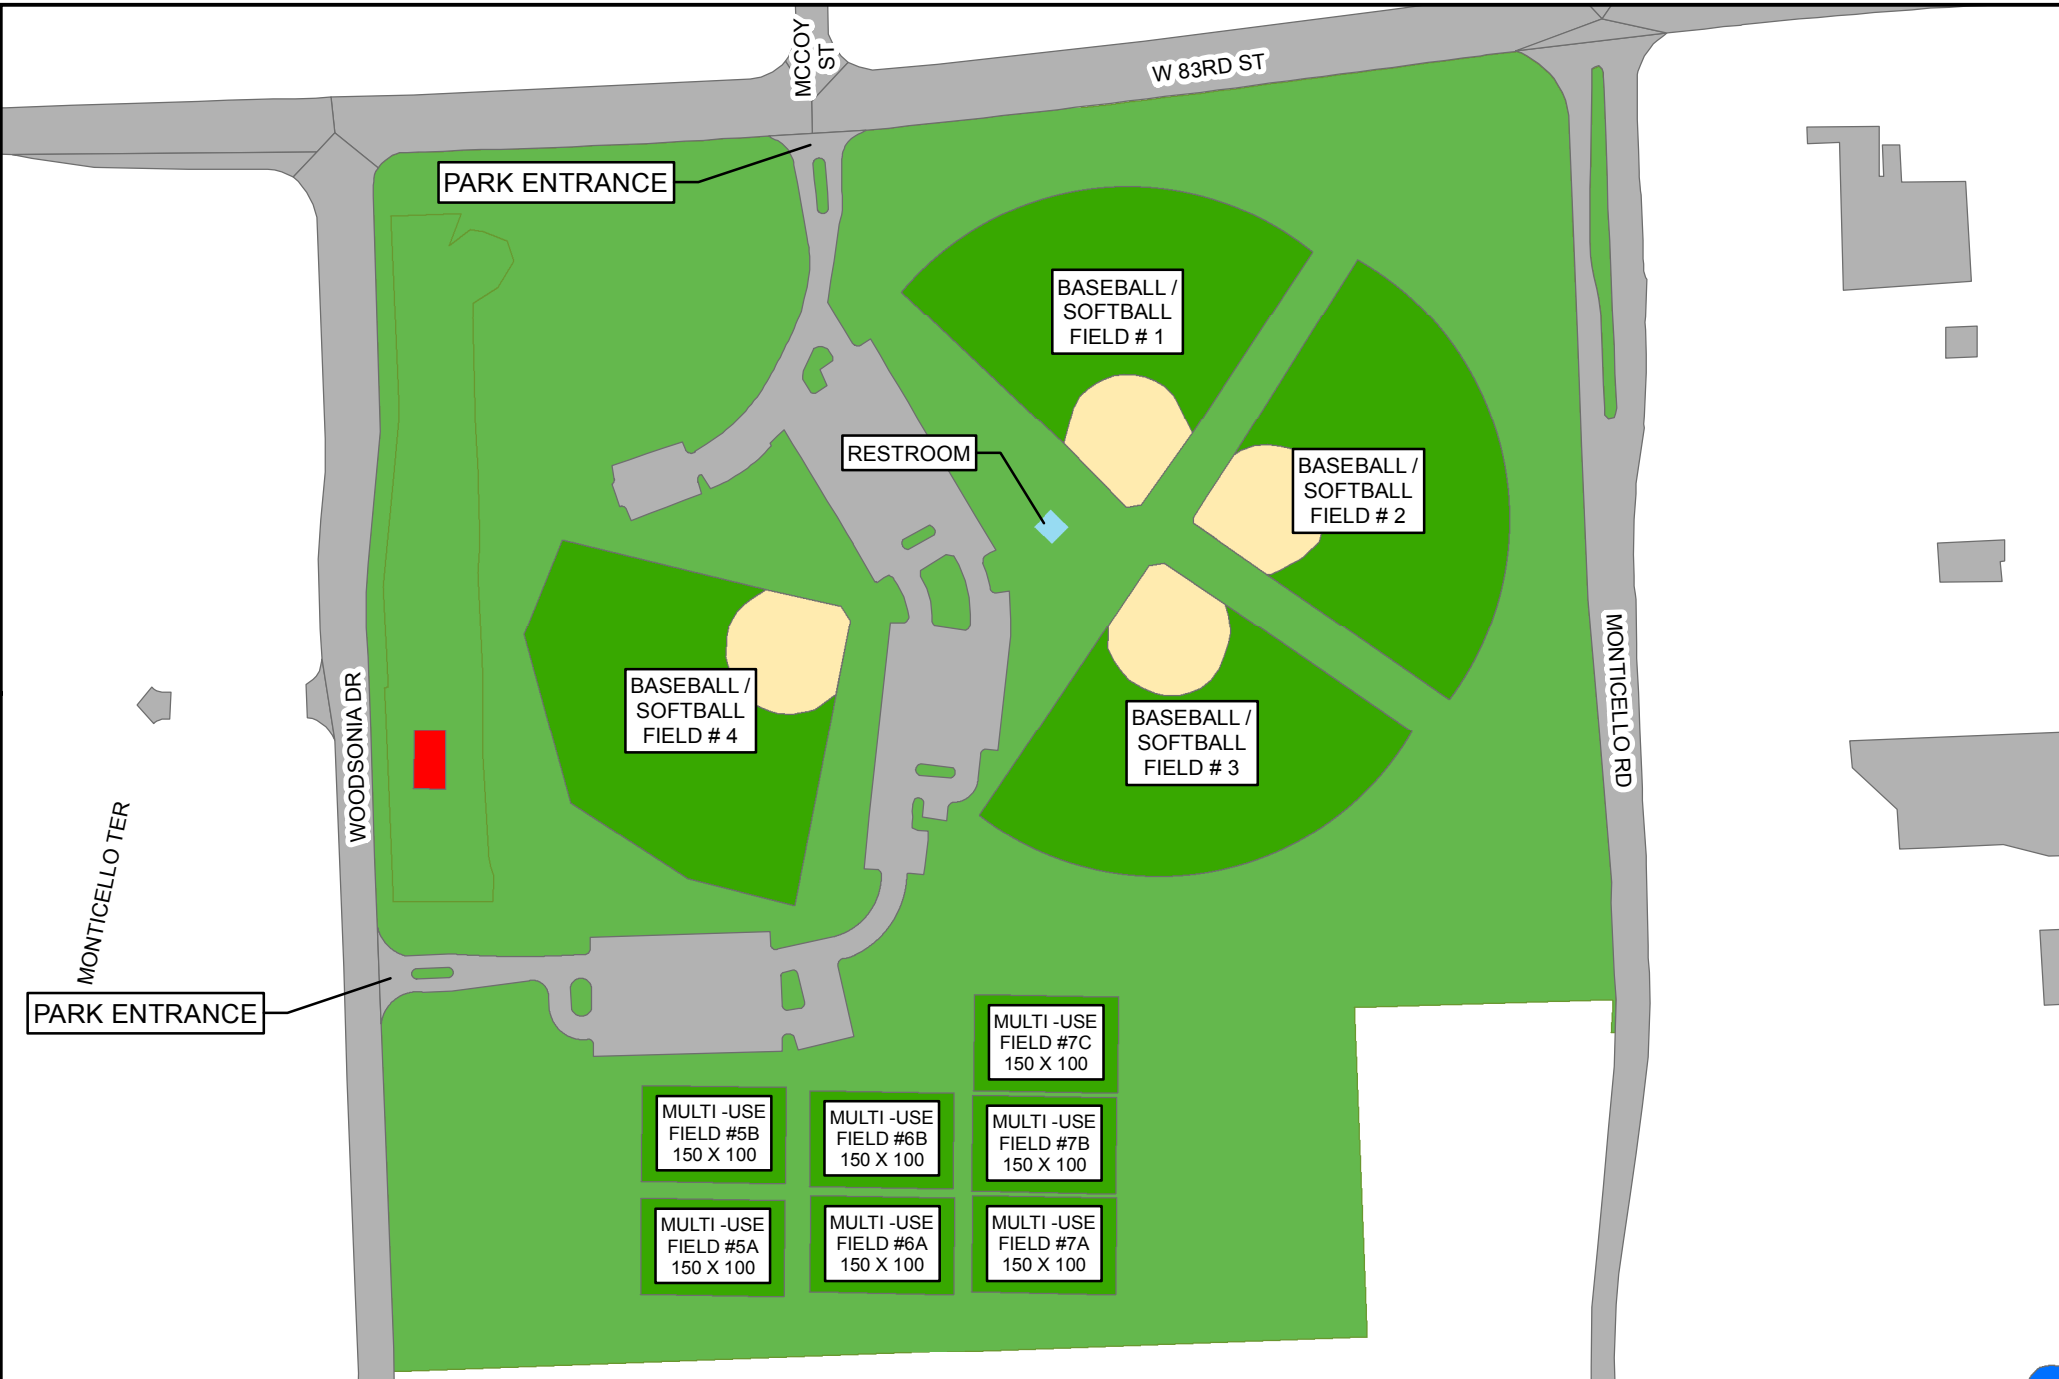 MCCOY
ST
W 83RD ST
PARK ENTRANCE
BASEBALL /
SOFTBALL
FIELD # 1
RESTROOM
BASEBALL /
SOFTBALL
FIELD # 2
BASEBALL /
SOFTBALL
FIELD # 4
BASEBALL /
SOFTBALL
FIELD # 3
WOODSONIA DR
MONTICELLO RD
MONTICELLO TER
PARK ENTRANCE
MULTI -USE
FIELD #7C
150 X 100
MULTI -USE
FIELD #5B
150 X 100
MULTI -USE
FIELD #6B
150 X 100
MULTI -USE
FIELD #7B
150 X 100
MULTI -USE
FIELD #5A
150 X 100
MULTI -USE
FIELD #6A
150 X 100
MULTI -USE
FIELD #7A
150 X 100